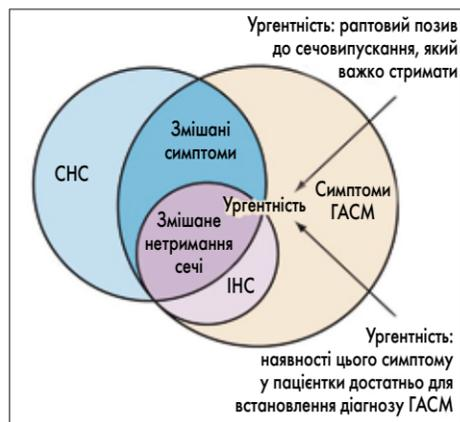 Ургентність: раптовий позив
до сечовипускання, який
важко стримати
Змішані
симптоми
СНС
Симптоми
ГАСМ
Ургентність
Змішане
нетримання
сечі
ІНС
Ургентність:
наявності цього симптому
у пацієнтки достатньо для
встановлення діагнозу ГАСМ